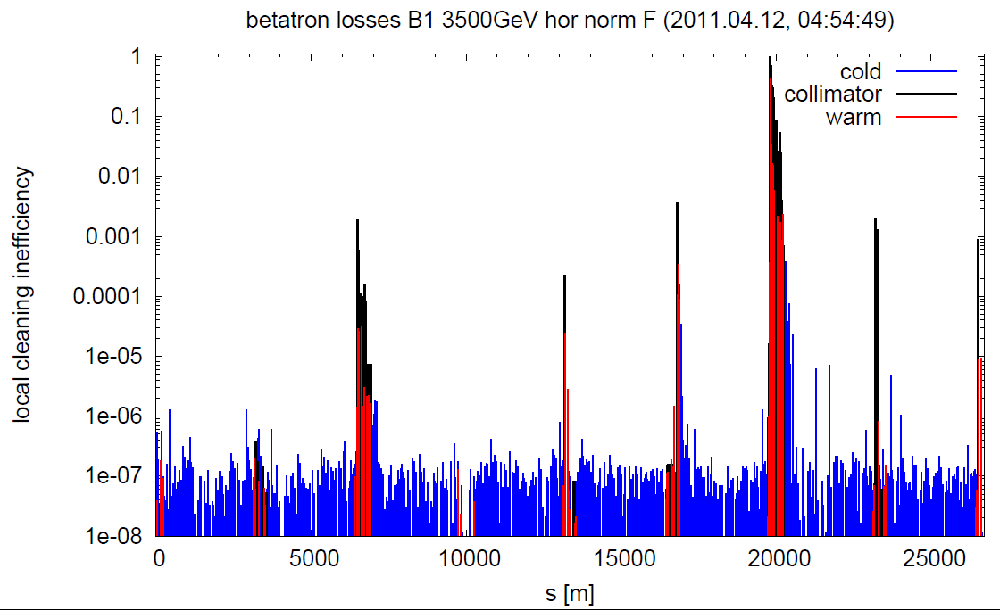 betatron losses B1 3500GeV hor norm F (2011.04.12, 04:54:49)
cold
collimator
warm
local cleaning inefficiency
1
0.1
0.01
0.001
0.0001
1e-05
1e-06
1e-07
1e-08
0 5000 10000 15000 20000 25000
s [m]